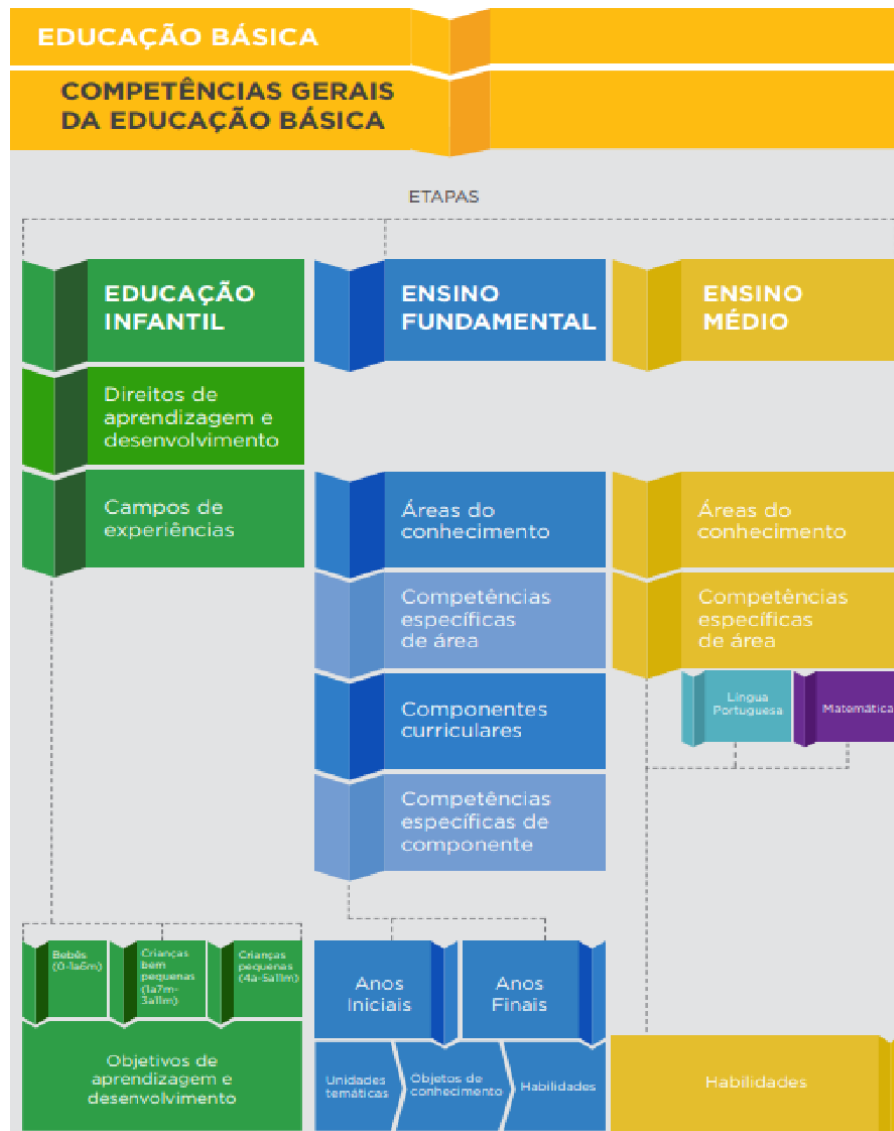 EDUCAÇÃO BÁSICA
COMPETÊNCIAS GERAIS
DA EDUCAÇÃO BÁSICA
ETAPAS
EDUCAÇÃO
INFANTIL
Direitos de
aprendizagem e
desenvolvimento
Campos de
experiências
Bebês
(0-1a6m)
Crianças
bem
pequenas
(1a7m-
3a11m)
Crianças
pequenas
(4a-5a11m)
Objetivos de
aprendizagem e
desenvolvimento
ENSINO
FUNDAMENTAL
Áreas do
conhecimento
Competências
específicas
de área
Componentes
curriculares
Competências
específicas de
componente
Anos
Iniciais
Anos
Finais
Unidades
temáticas
Objetos de
conhecimento
Habilidades
ENSINO
MÉDIO
Áreas do
conhecimento
Competências
específicas
de área
Língua
Portuguesa
Matemática
Habilidades